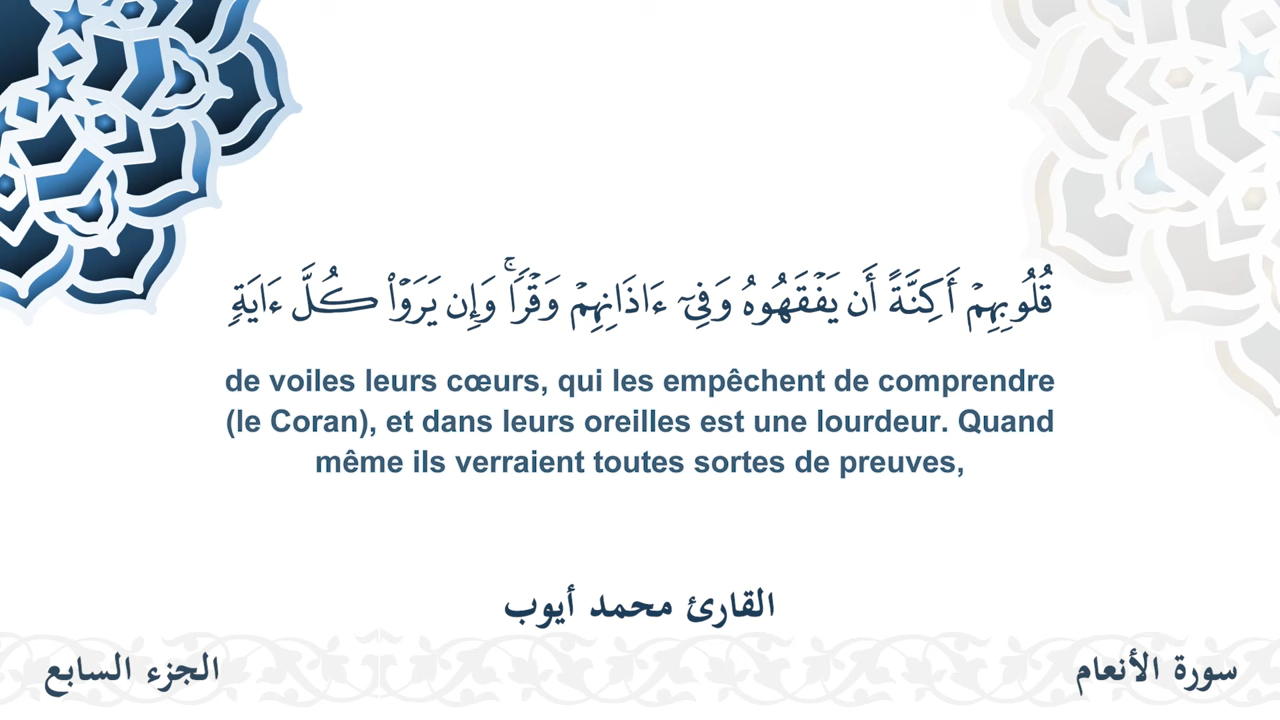 قُلُوبِهِمْ أَكِنَّةً أَن يَفْقَهُوهُ وَفِىٓ ءَاذَانِهِمْ وَقْرًا ۚ وَإِن يَرَوْا۟ كُلَّ ءَايَةٍ
de voiles leurs cœurs, qui les empêchent de comprendre
(le Coran), et dans leurs oreilles est une lourdeur. Quand
même ils verraient toutes sortes de preuves,
القارئ محمد أيوب
سورة الأنعام
الجزء السابع